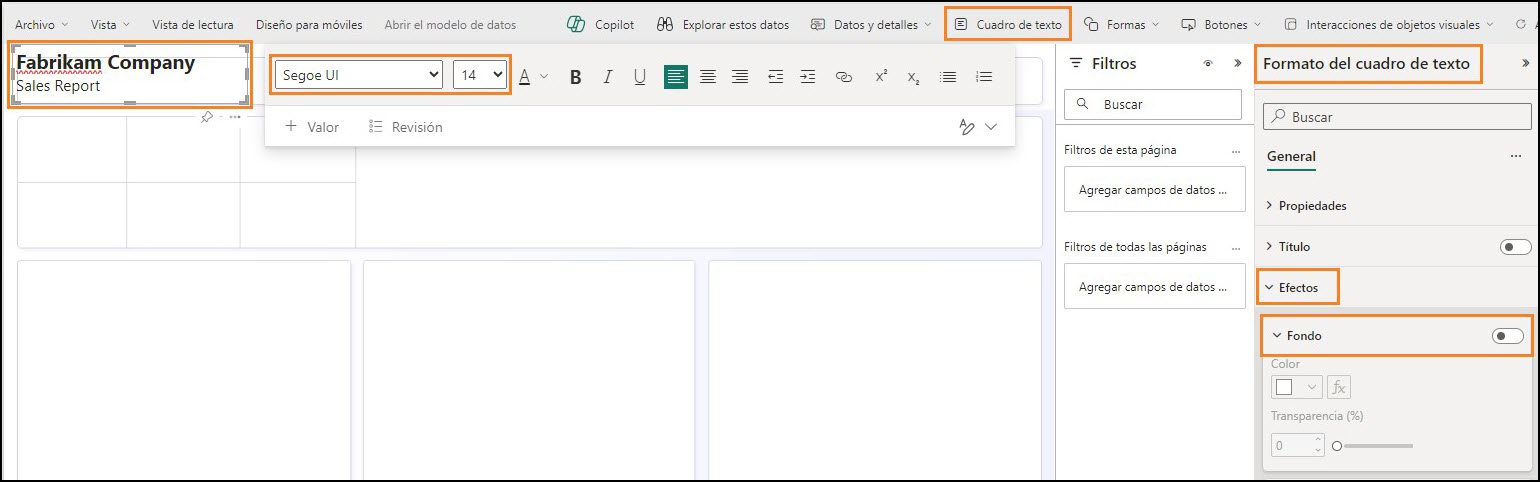 Archivo Vista Vista de lectura Diseño para móviles Abrir el modelo de datos Copilot Explorar estos datos Datos y detalles Cuadro de texto Formas Botones Interacciones de objetos visuales
Fabrikam Company
Sales Report
Segoe UI 14 A B I U x² x₂
+ Valor Revisión
Filtros
Buscar
Filtros de esta página ...
Agregar campos de datos ...
Filtros de todas las páginas ...
Agregar campos de datos ...
Formato del cuadro de texto
Buscar
General ...
Propiedades
Título
Efectos
Fondo
Color
fx
Transparencia (%)
0